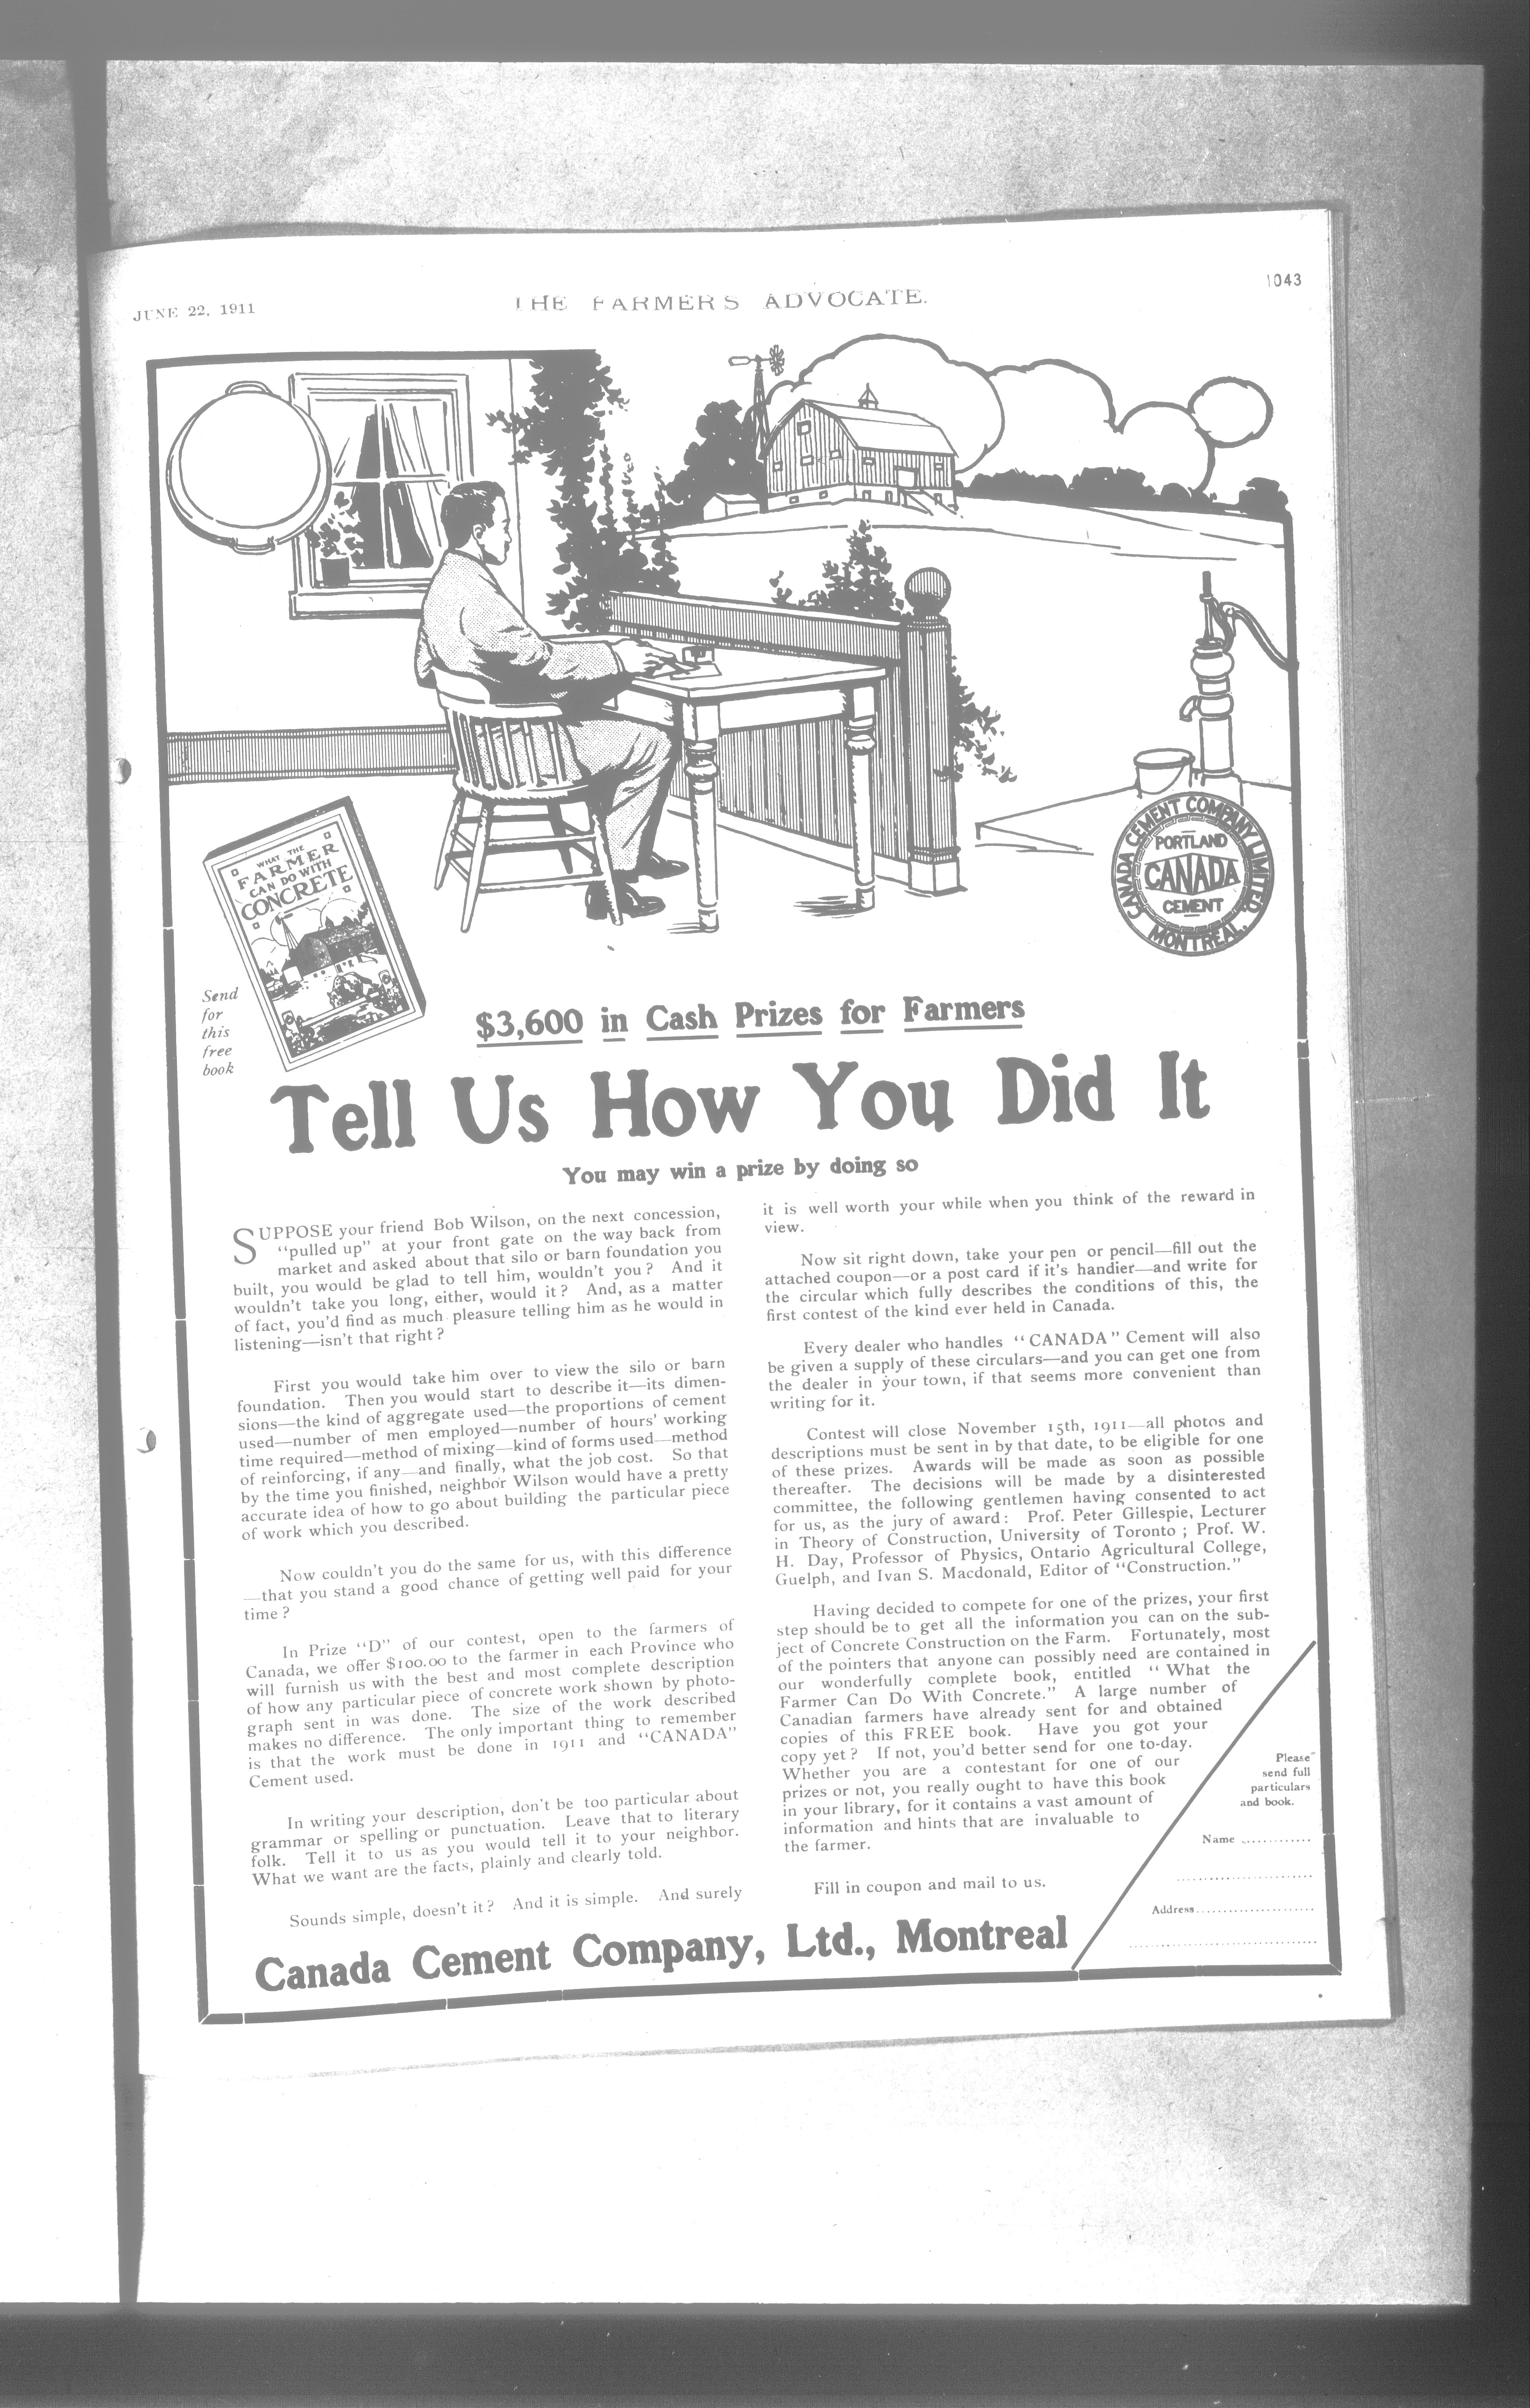 JUNE 22, 1911
THE FARMER'S ADVOCATE.
1043
WHAT THE
FARMER
CAN DO WITH
CONCRETE
CANADA CEMENT COMPANY, LIMITED
PORTLAND
CANADA
CEMENT
MONTREAL.
Send
for
this
free
book
$3,600 in Cash Prizes for Farmers
Tell Us How You Did It
You may win a prize by doing so
SUPPOSE your friend Bob Wilson, on the next concession,
"pulled up" at your front gate on the way back from
market and asked about that silo or barn foundation you
built, you would be glad to tell him, wouldn't you? And it
wouldn't take you long, either, would it? And, as a matter
of fact, you'd find as much pleasure telling him as he would in
listening—isn't that right?
First you would take him over to view the silo or barn
foundation. Then you would start to describe it—its dimen-
sions—the kind of aggregate used—the proportions of cement
used—number of men employed—number of hours' working
time required—method of mixing—kind of forms used—method
of reinforcing, if any—and finally, what the job cost. So that
by the time you finished, neighbor Wilson would have a pretty
accurate idea of how to go about building the particular piece
of work which you described.
Now couldn't you do the same for us, with this difference
—that you stand a good chance of getting well paid for your
time?
In Prize "D" of our contest, open to the farmers of
Canada, we offer $100.00 to the farmer in each Province who
will furnish us with the best and most complete description
of how any particular piece of concrete work shown by photo-
graph sent in was done. The size of the work described
makes no difference. The only important thing to remember
is that the work must be done in 1911 and "CANADA"
Cement used.
In writing your description, don't be too particular about
grammar or spelling or punctuation. Leave that to literary
folk. Tell it to us as you would tell it to your neighbor.
What we want are the facts, plainly and clearly told.
Sounds simple, doesn't it? And it is simple. And surely
it is well worth your while when you think of the reward in
view.
Now sit right down, take your pen or pencil—fill out the
attached coupon—or a post card if it's handier—and write for
the circular which fully describes the conditions of this, the
first contest of the kind ever held in Canada.
Every dealer who handles "CANADA" Cement will also
be given a supply of these circulars—and you can get one from
the dealer in your town, if that seems more convenient than
writing for it.
Contest will close November 15th, 1911—all photos and
descriptions must be sent in by that date, to be eligible for one
of these prizes. Awards will be made as soon as possible
thereafter. The decisions will be made by a disinterested
committee, the following gentlemen having consented to act
for us, as the jury of award: Prof. Peter Gillespie, Lecturer
in Theory of Construction, University of Toronto; Prof. W.
H. Day, Professor of Physics, Ontario Agricultural College,
Guelph, and Ivan S. Macdonald, Editor of "Construction."
Having decided to compete for one of the prizes, your first
step should be to get all the information you can on the sub-
ject of Concrete Construction on the Farm. Fortunately, most
of the pointers that anyone can possibly need are contained in
our wonderfully complete book, entitled "What the
Farmer Can Do With Concrete." A large number of
Canadian farmers have already sent for and obtained
copies of this FREE book. Have you got your
copy yet? If not, you'd better send for one to-day.
Whether you are a contestant for one of our
prizes or not, you really ought to have this book
in your library, for it contains a vast amount of
information and hints that are invaluable to
the farmer.
Fill in coupon and mail to us.
Please
send full
particulars
and book.
Name ............
Address......................
Canada Cement Company, Ltd., Montreal